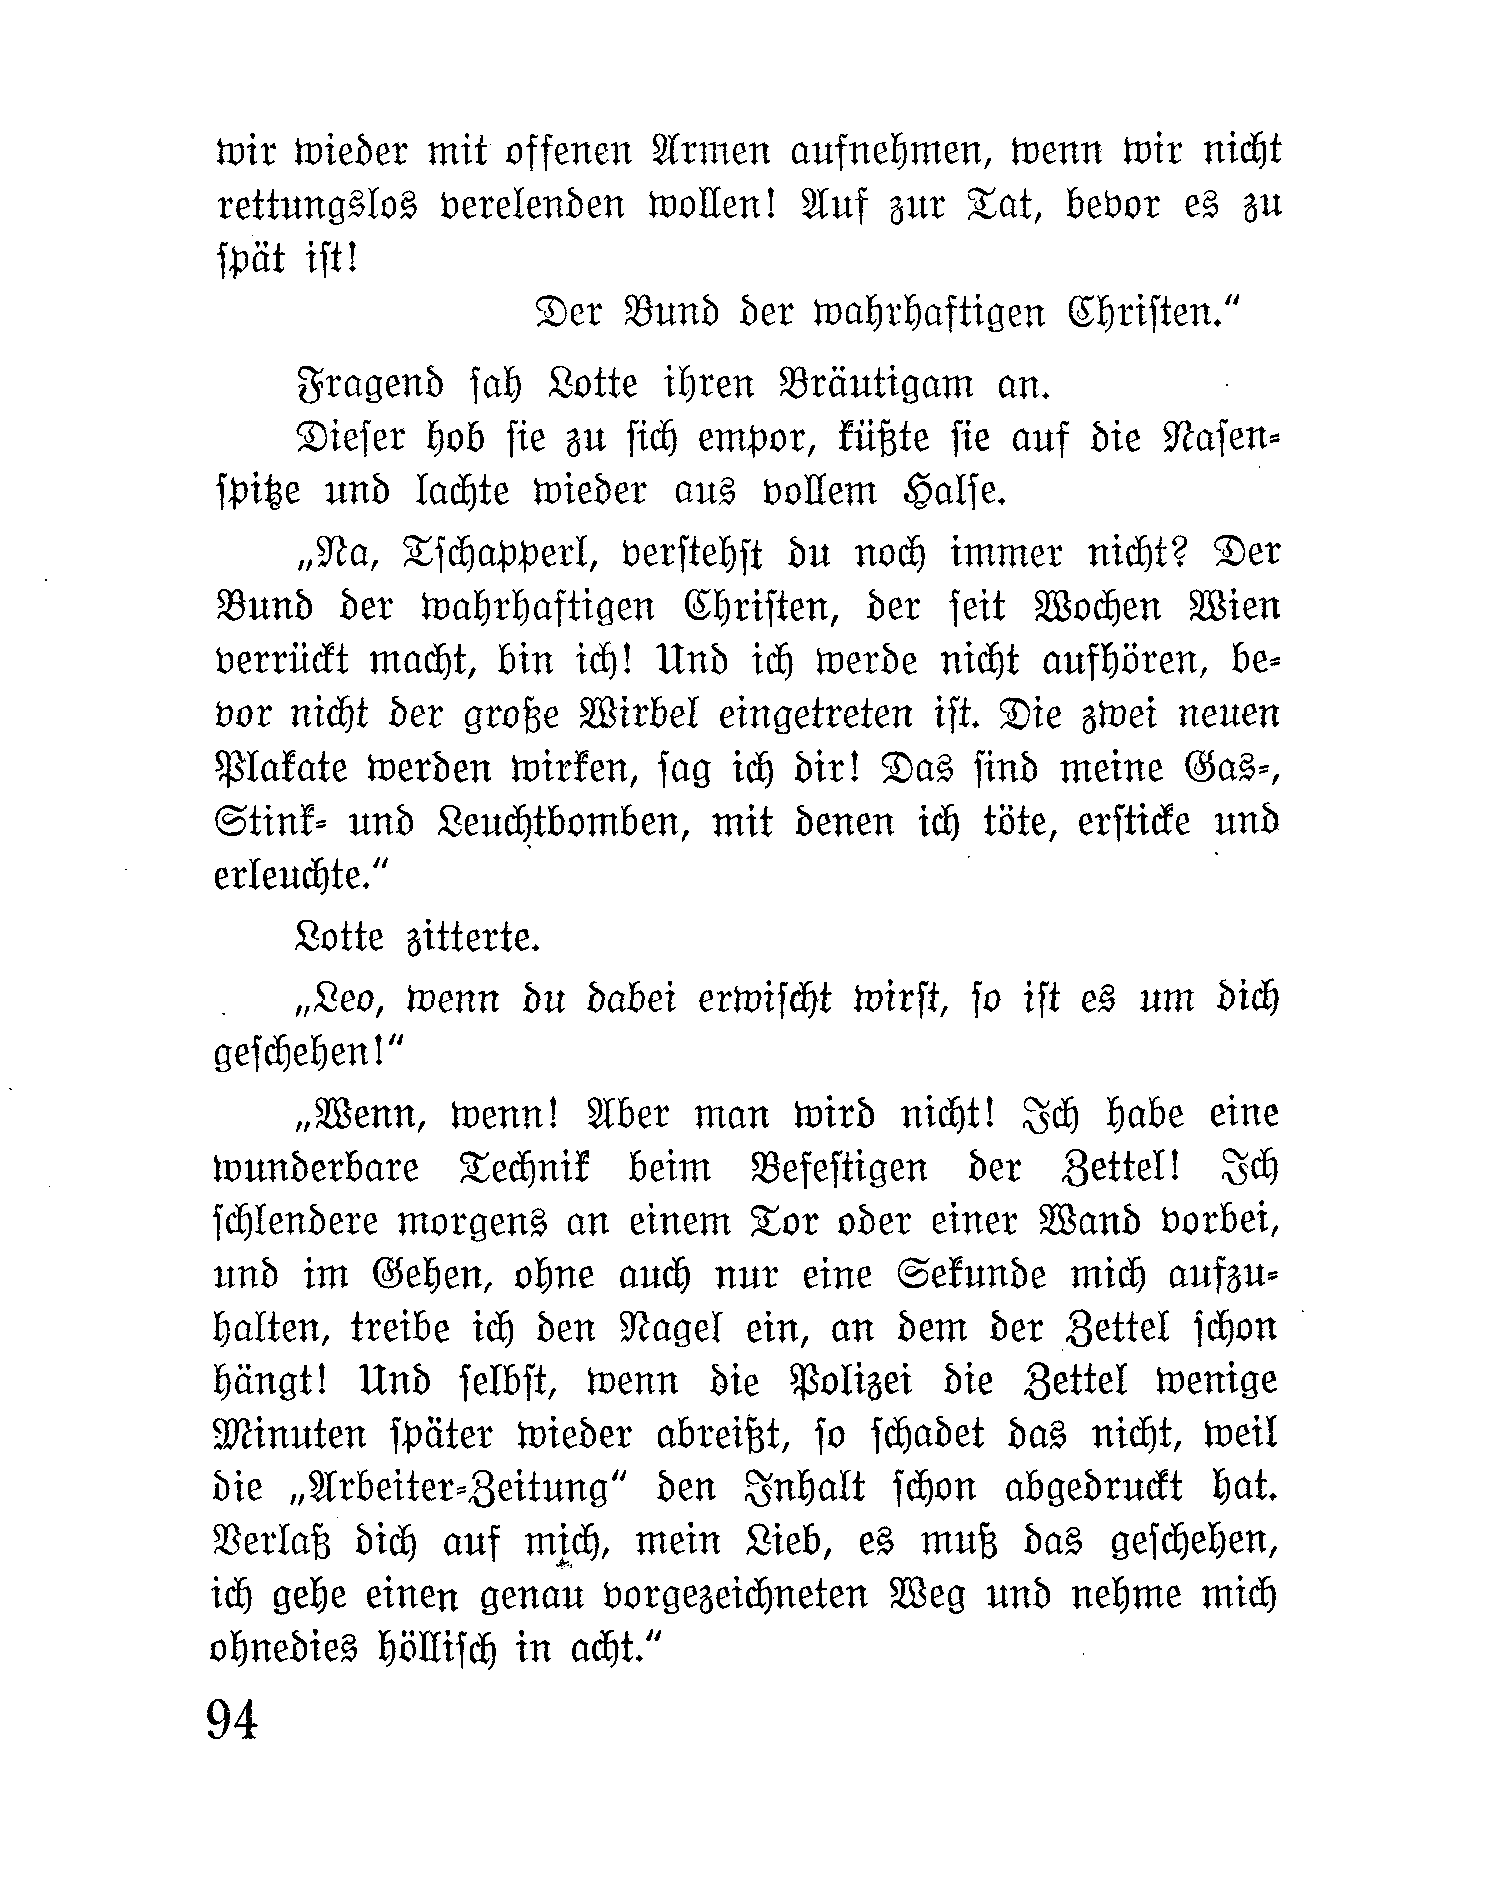 wir wieder mit offenen Armen aufnehmen, wenn wir nicht
rettungslos verelenden wollen! Auf zur Tat, bevor es zu
ſpät iſt!
Der Bund der wahrhaftigen Chriſten.“
Fragend ſah Lotte ihren Bräutigam an.
Dieſer hob ſie zu ſich empor, küßte ſie auf die Naſen⸗
ſpitze und lachte wieder aus vollem Halſe.
„Na, Tſchapperl, verſtehſt du noch immer nicht? Der
Bund der wahrhaftigen Chriſten, der ſeit Wochen Wien
verrückt macht, bin ich! Und ich werde nicht aufhören, be⸗
vor nicht der große Wirbel eingetreten iſt. Die zwei neuen
Plakate werden wirken, ſag ich dir! Das ſind meine Gas⸗,
Stink⸗ und Leuchtbomben, mit denen ich töte, erſticke und
erleuchte.“
Lotte zitterte.
„Leo, wenn du dabei erwiſcht wirſt, ſo iſt es um dich
geſchehen!“
„Wenn, wenn! Aber man wird nicht! Ich habe eine
wunderbare Technik beim Befeſtigen der Zettel! Ich
ſchlendere morgens an einem Tor oder einer Wand vorbei,
und im Gehen, ohne auch nur eine Sekunde mich aufzu⸗
halten, treibe ich den Nagel ein, an dem der Zettel ſchon
hängt! Und ſelbſt, wenn die Polizei die Zettel wenige
Minuten ſpäter wieder abreißt, ſo ſchadet das nicht, weil
die „Arbeiter⸗Zeitung“ den Inhalt ſchon abgedruckt hat.
Verlaß dich auf mich, mein Lieb, es muß das geſchehen,
ich gehe einen genau vorgezeichneten Weg und nehme mich
ohnedies hölliſch in acht.“
94